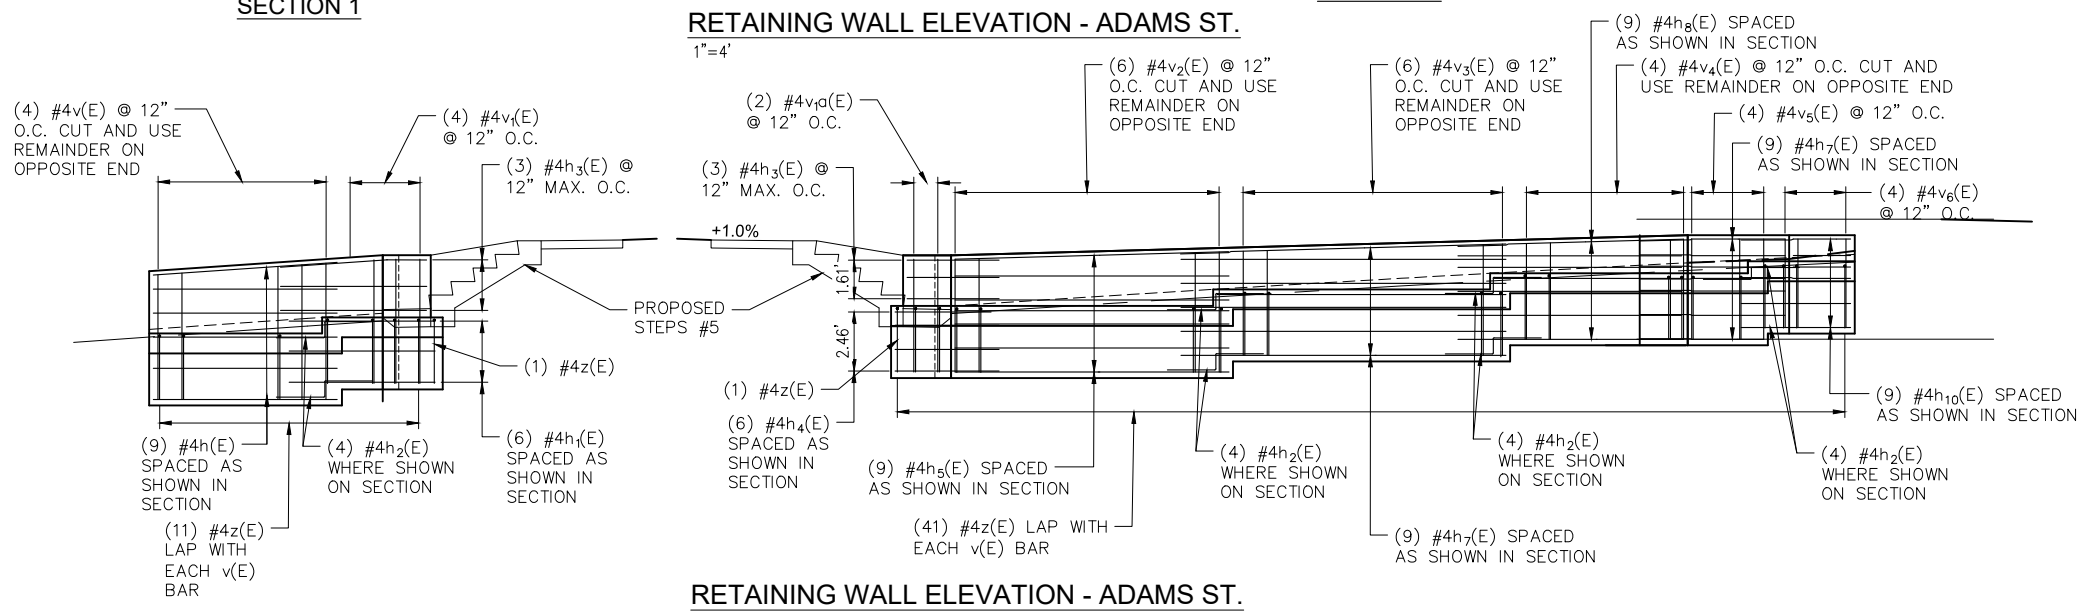 SECTION 1
RETAINING WALL ELEVATION - ADAMS ST.
1"=4'
(4) #4v(E) @ 12"
O.C. CUT AND USE
REMAINDER ON
OPPOSITE END
(4) #4v₁(E)
@ 12" O.C.
(3) #4h₃(E) @
12" MAX. O.C.
(2) #4v₁a(E)
@ 12" O.C.
(3) #4h₃(E) @
12" MAX. O.C.
(6) #4v₂(E) @ 12"
O.C. CUT AND USE
REMAINDER ON
OPPOSITE END
(6) #4v₃(E) @ 12"
O.C. CUT AND USE
REMAINDER ON
OPPOSITE END
(9) #4h₈(E) SPACED
AS SHOWN IN SECTION
(4) #4v₄(E) @ 12" O.C. CUT AND
USE REMAINDER ON OPPOSITE END
(4) #4v₅(E) @ 12" O.C.
(9) #4h₇(E) SPACED
AS SHOWN IN SECTION
(4) #4v₆(E)
@ 12" O.C.
+1.0%
1.61'
2.46'
PROPOSED
STEPS #5
(1) #4z(E)
(1) #4z(E)
(9) #4h(E)
SPACED AS
SHOWN IN
SECTION
(4) #4h₂(E)
WHERE SHOWN
ON SECTION
(6) #4h₁(E)
SPACED AS
SHOWN IN
SECTION
(11) #4z(E)
LAP WITH
EACH v(E)
BAR
(6) #4h₄(E)
SPACED AS
SHOWN IN
SECTION
(9) #4h₅(E) SPACED
AS SHOWN IN SECTION
(4) #4h₂(E)
WHERE SHOWN
ON SECTION
(4) #4h₂(E)
WHERE SHOWN
ON SECTION
(9) #4h₁₀(E) SPACED
AS SHOWN IN SECTION
(4) #4h₂(E)
WHERE SHOWN
ON SECTION
(41) #4z(E) LAP WITH
EACH v(E) BAR
(9) #4h₇(E) SPACED
AS SHOWN IN SECTION
RETAINING WALL ELEVATION - ADAMS ST.